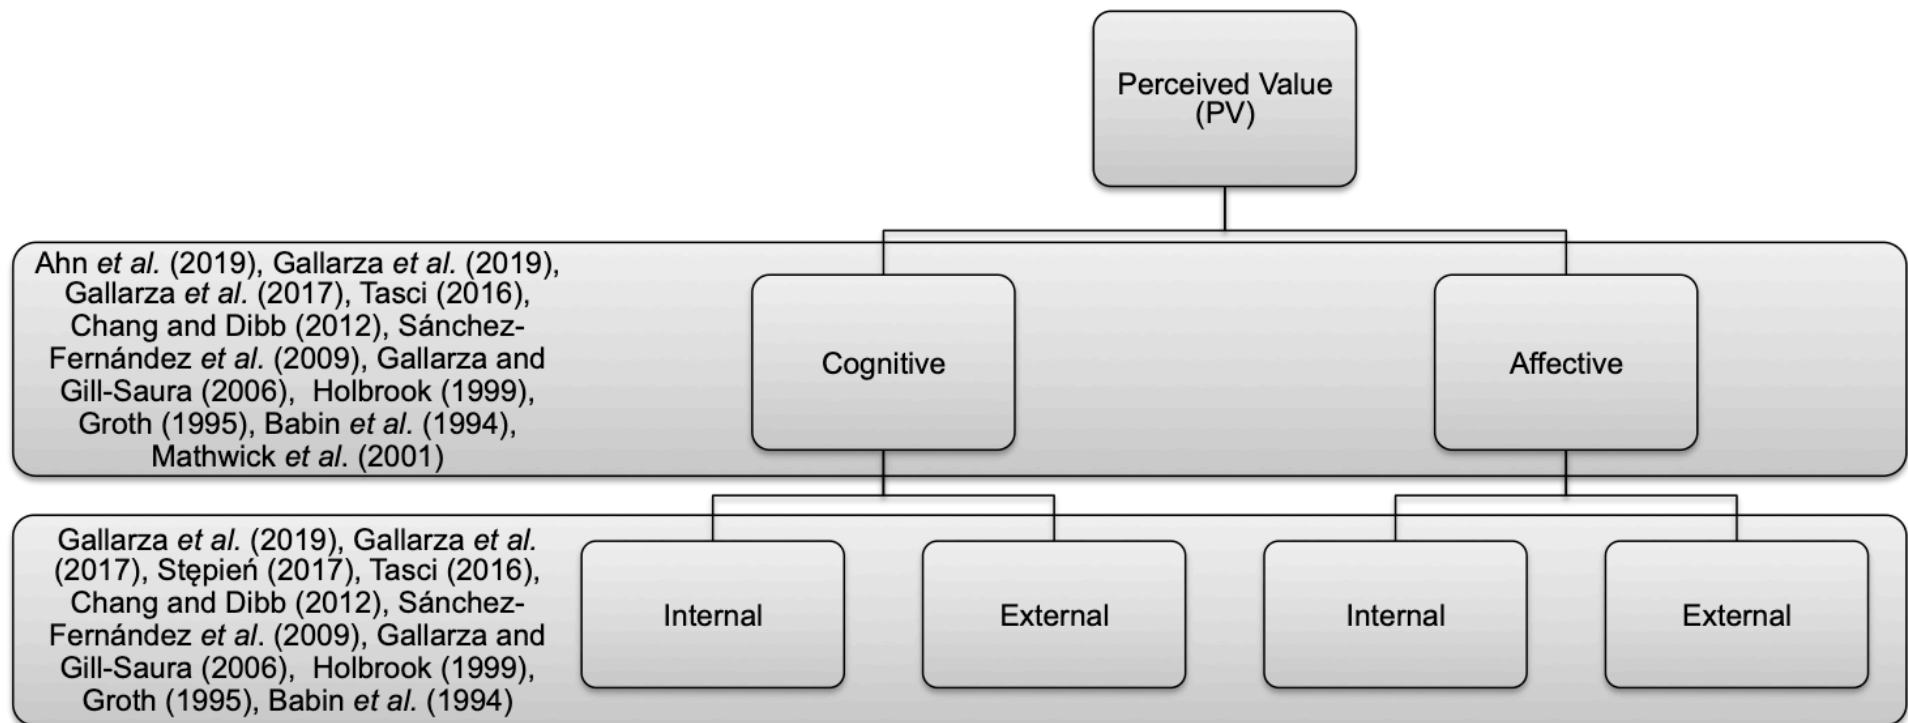 Perceived Value
(PV)
Ahn et al. (2019), Gallarza et al. (2019),
Gallarza et al. (2017), Tasci (2016),
Chang and Dibb (2012), Sánchez-
Fernández et al. (2009), Gallarza and
Gill-Saura (2006), Holbrook (1999),
Groth (1995), Babin et al. (1994),
Mathwick et al. (2001)
Cognitive
Affective
Gallarza et al. (2019), Gallarza et al.
(2017), Stępień (2017), Tasci (2016),
Chang and Dibb (2012), Sánchez-
Fernández et al. (2009), Gallarza and
Gill-Saura (2006), Holbrook (1999),
Groth (1995), Babin et al. (1994)
Internal
External
Internal
External